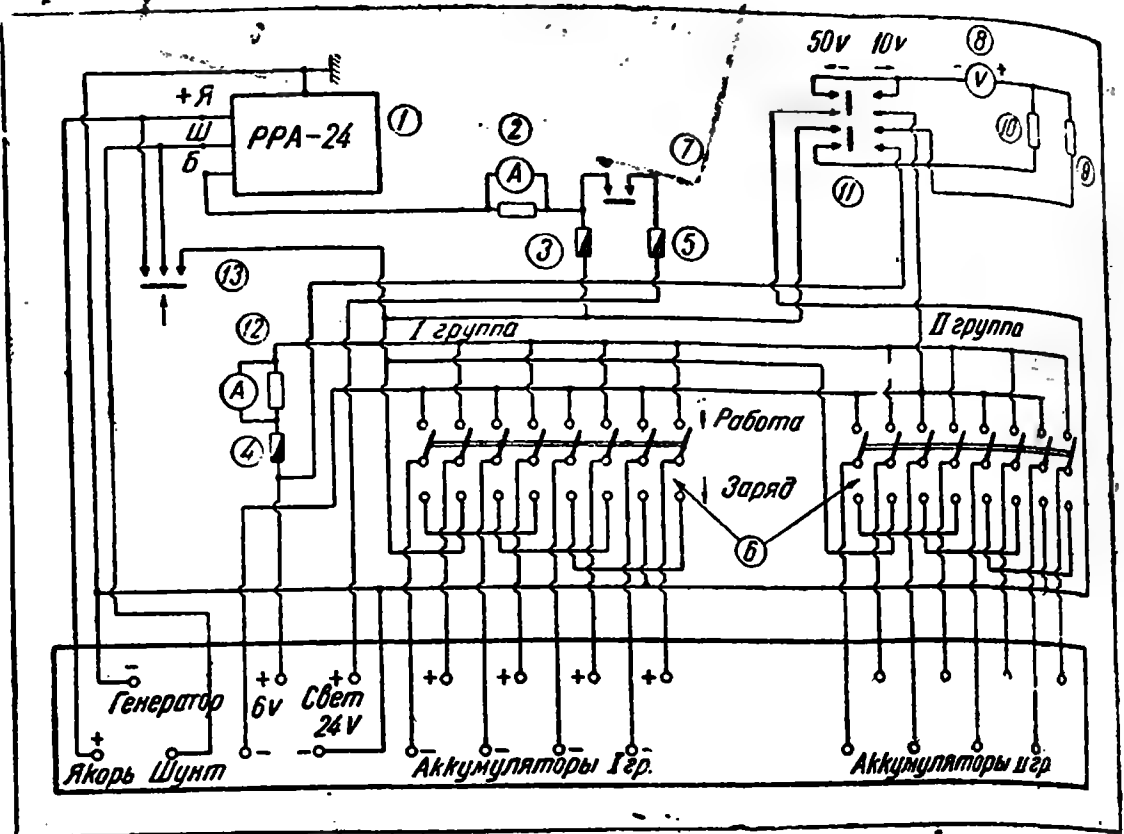 50v 10v ⑧
- V +
+Я
Ш
Б
РРА-24
①
②
A
⑦
⑩
⑨
⑪
③
⑤
⑬
⑫
A
④
I группа
II группа
Работа
Заряд
⑥
-
Генератор
+
6v
-
+
Свет
24V
-
+
Якорь Шунт
+ + + +
- - - -
Аккумуляторы I гр.
Аккумуляторы II гр.